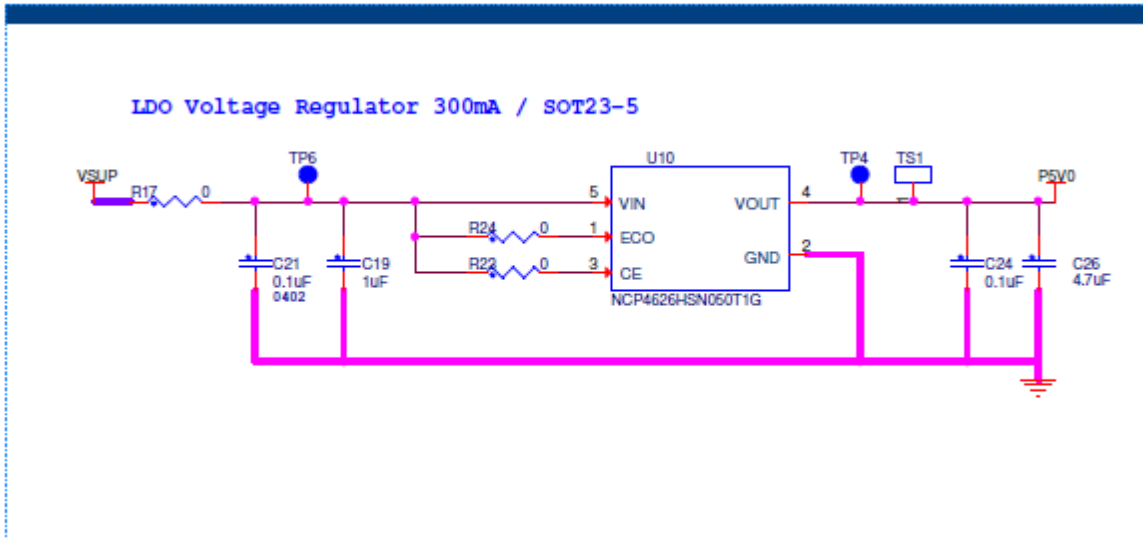 LDO Voltage Regulator 300mA / SOT23-5
U10
TP6
TP4
TS1
VSUP
P5V0
R17
0
5
VIN
VOUT
4
1
R24
0
1
ECO
GND
2
R22
0
3
CE
C21
0.1uF
0402
C19
1uF
C24
0.1uF
C26
4.7uF
NCP4626HSN050T1G